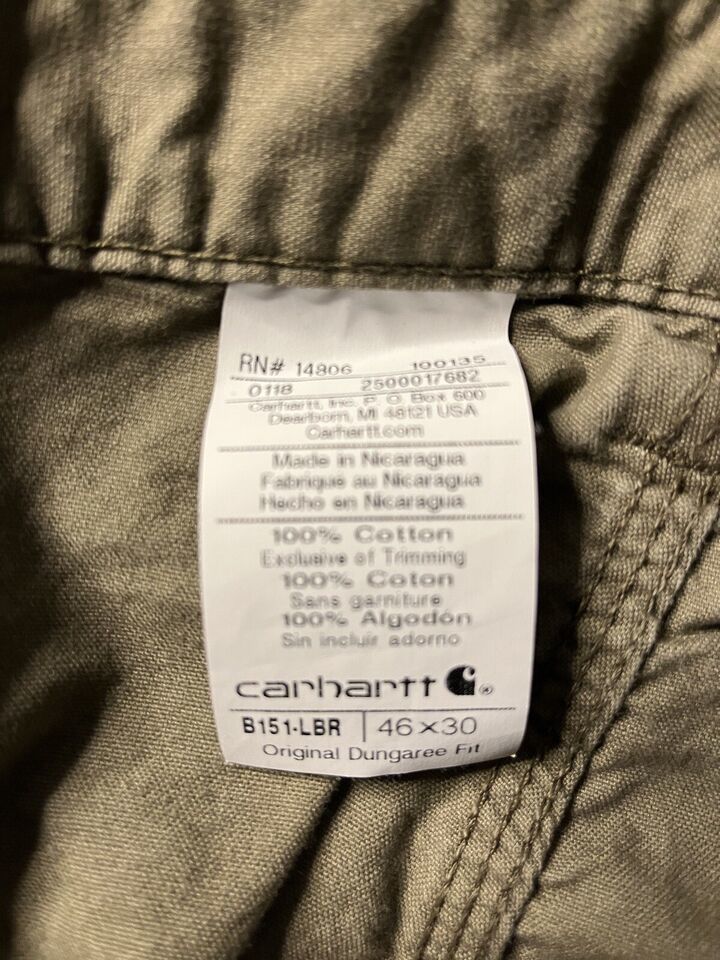 RN# 14806 100135
0118 2500017682
Carhartt, Inc. P. O. Box 600
Dearborn, MI 48121 USA
Carhartt.com
Made in Nicaragua
Fabriqué au Nicaragua
Hecho en Nicaragua
100% Cotton
Exclusive of Trimming
100% Coton
Sans garniture
100% Algodón
Sin incluir adorno
carhartt ®
B151-LBR | 46×30
Original Dungaree Fit